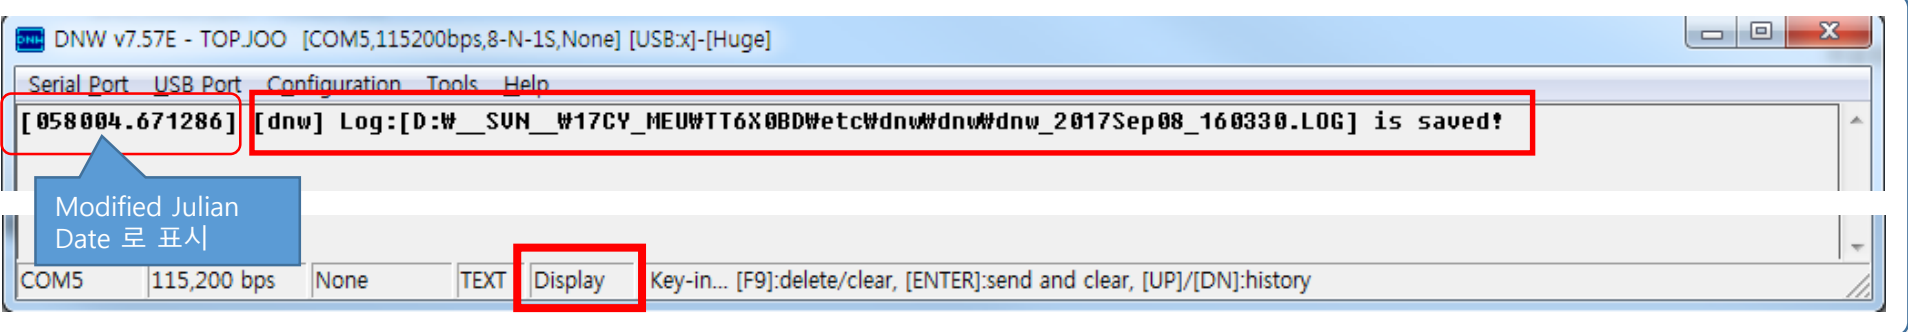 DNW v7.57E - TOP.JOO [COM5,115200bps,8-N-1S,None] [USB:x]-[Huge]
Serial Port USB Port Configuration Tools Help
[058004.671286] [dnw] Log:[D:₩__SVN__₩17CY_MEU₩TT6X0BD₩etc₩dnw₩dnw₩dnw_2017Sep08_160330.LOG] is saved!
Modified Julian
Date 로 표시
COM5 115,200 bps None TEXT Display Key-in... [F9]:delete/clear, [ENTER]:send and clear, [UP]/[DN]:history